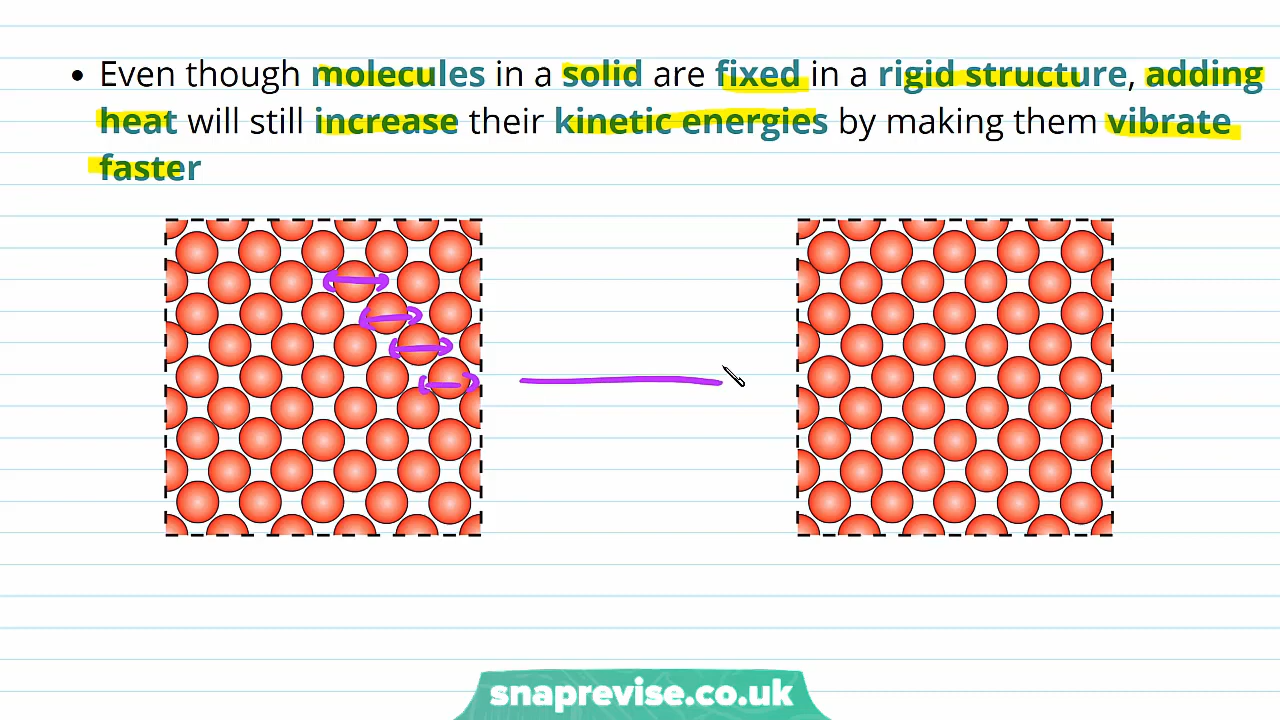 • Even though molecules in a solid are fixed in a rigid structure, adding
heat will still increase their kinetic energies by making them vibrate
faster
snaprevise.co.uk